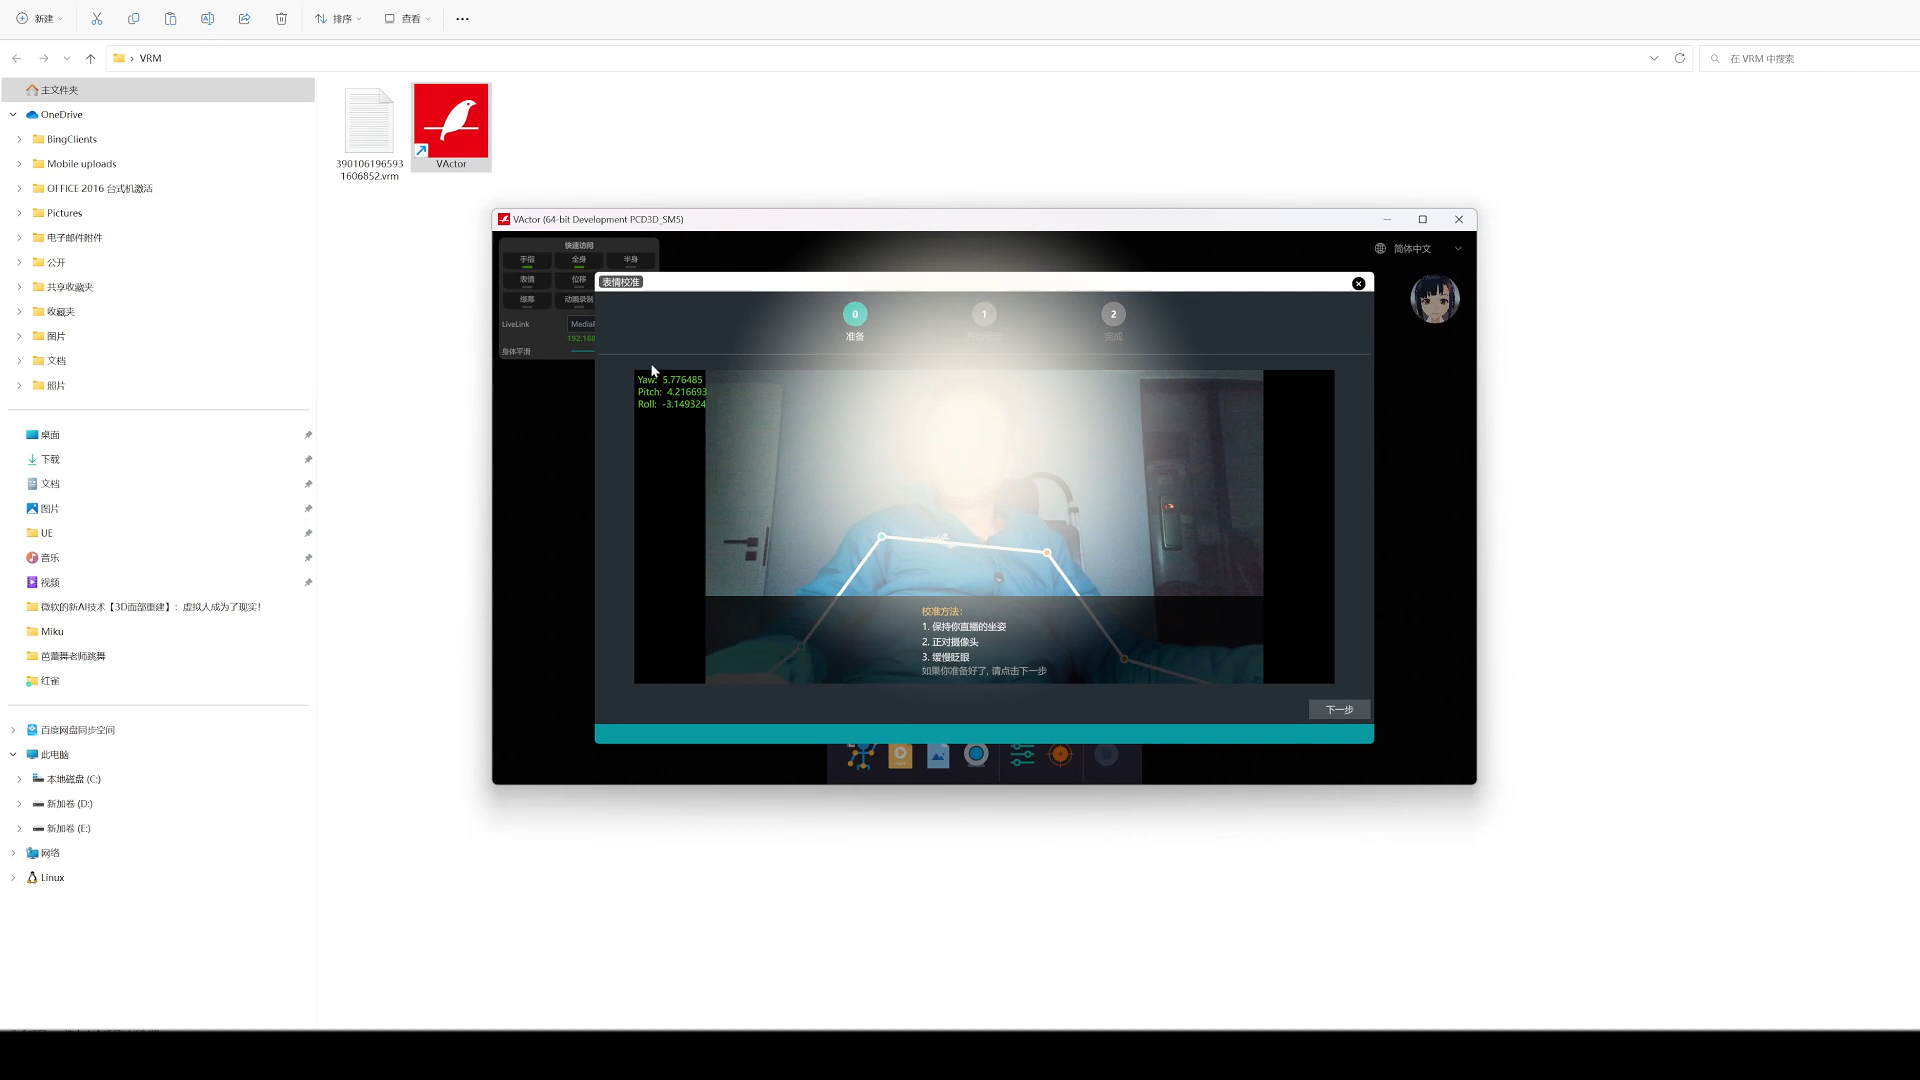 新建
排序
查看
VRM
在 VRM 中搜索
主文件夹
OneDrive
BingClients
Mobile uploads
OFFICE 2016 台式机激活
Pictures
电子邮件附件
公开
共享收藏夹
收藏夹
图片
文档
照片
桌面
下载
文档
图片
UE
音乐
视频
微软的新AI技术【3D面部重建】：虚拟人成为了现实!
Miku
芭蕾舞老师跳舞
红雀
百度网盘同步空间
此电脑
本地磁盘 (C:)
新加卷 (D:)
新加卷 (E:)
网络
Linux
390106196593
1606852.vrm
VActor
VActor (64-bit Development PCD3D_SM5)
简体中文
快速访问
手指 全身 半身
表情 位移
绿幕 动画录制
LiveLink
192.168
身体平滑
表情校准
0 1 2
准备
完成
Yaw: 5.776485
Pitch: 4.216693
Roll: -3.149324
校准方法:
1. 保持你直播的坐姿
2. 正对摄像头
3. 缓慢眨眼
如果你准备好了, 请点击下一步
下一步